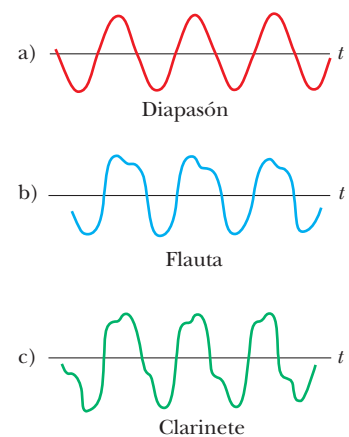 a) t
Diapasón
b) t
Flauta
c) t
Clarinete